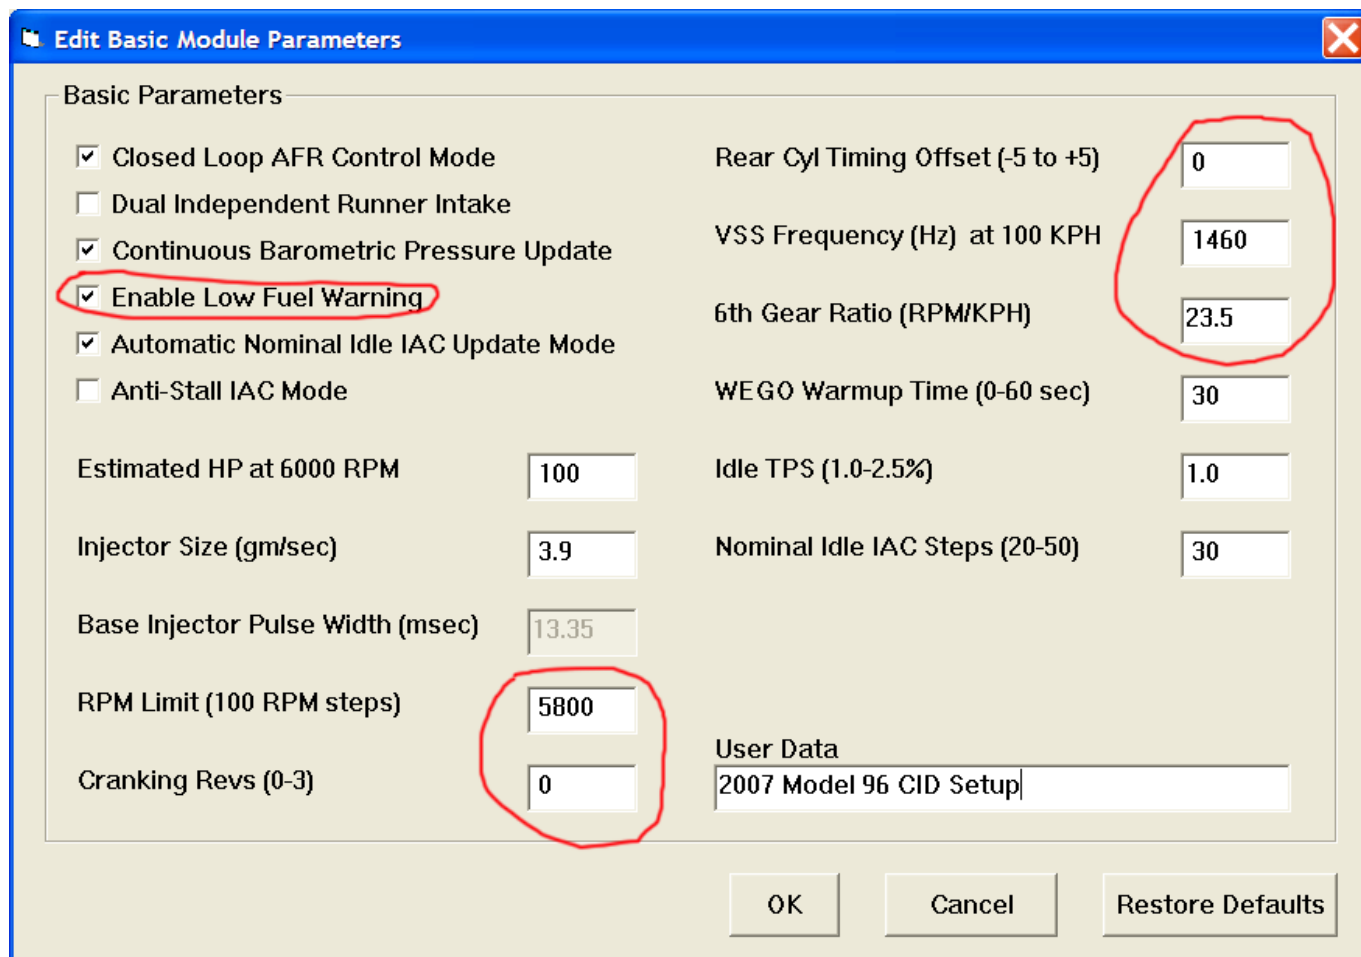 Edit Basic Module Parameters
Basic Parameters
Closed Loop AFR Control Mode
Dual Independent Runner Intake
Continuous Barometric Pressure Update
Enable Low Fuel Warning
Automatic Nominal Idle IAC Update Mode
Anti-Stall IAC Mode
Estimated HP at 6000 RPM 100
Injector Size (gm/sec) 3.9
Base Injector Pulse Width (msec) 13.35
RPM Limit (100 RPM steps) 5800
Cranking Revs (0-3) 0
Rear Cyl Timing Offset (-5 to +5) 0
VSS Frequency (Hz) at 100 KPH 1460
6th Gear Ratio (RPM/KPH) 23.5
WEGO Warmup Time (0-60 sec) 30
Idle TPS (1.0-2.5%) 1.0
Nominal Idle IAC Steps (20-50) 30
User Data
2007 Model 96 CID Setup
OK Cancel Restore Defaults